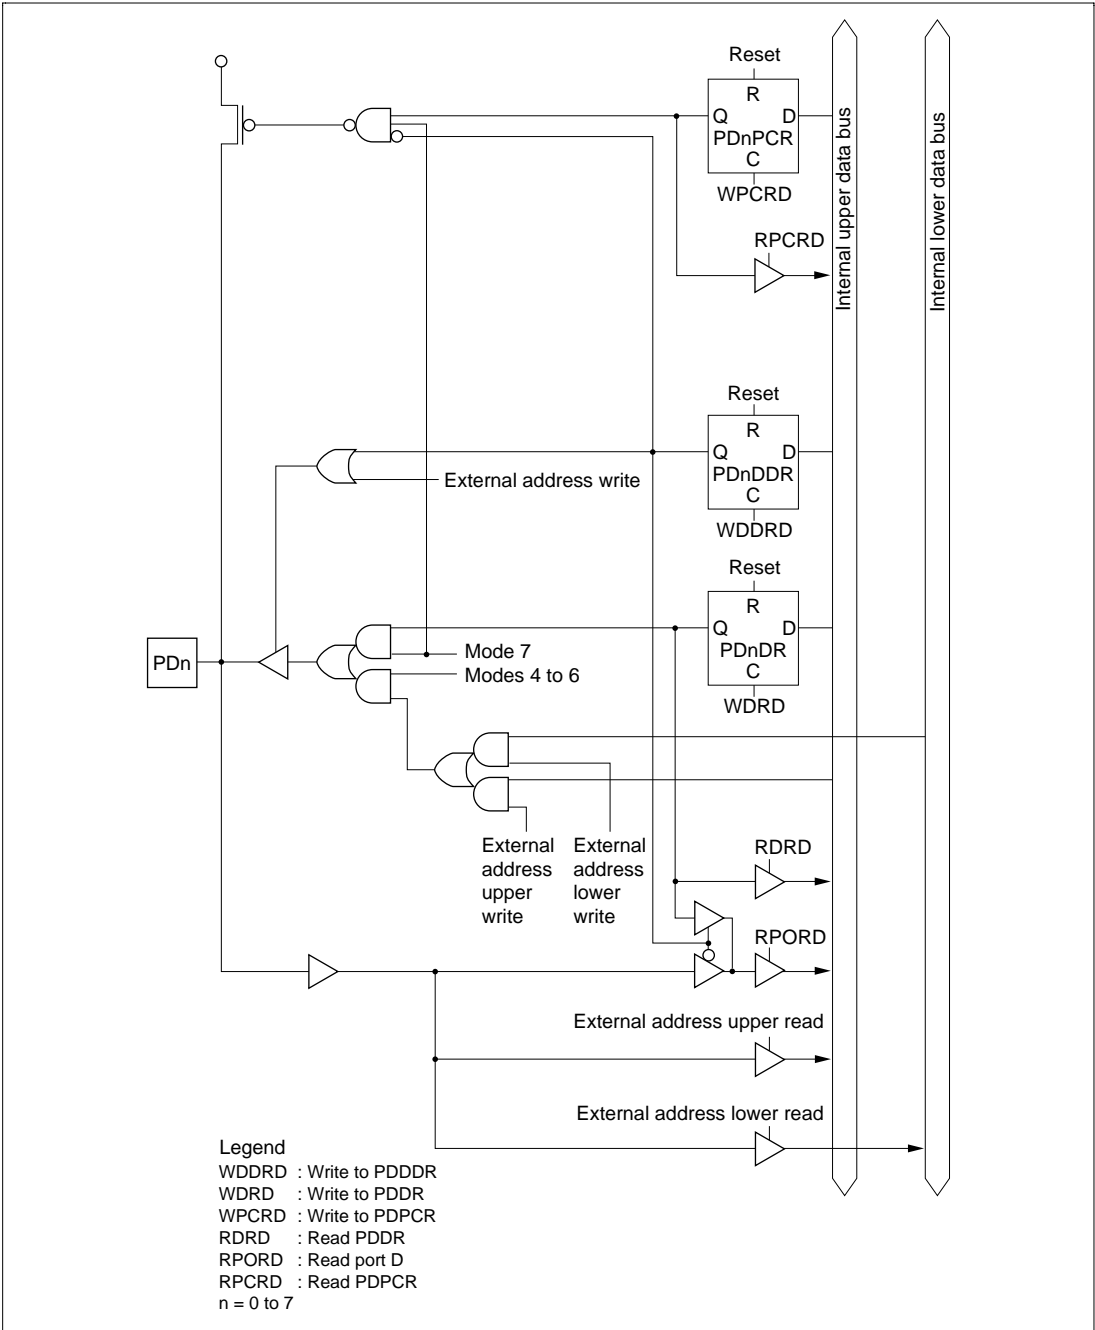 Reset
R
Q D
PDnPCR
C
WPCRD
RPCRD
Internal upper data bus
Internal lower data bus
Reset
R
Q D
PDnDDR
C
WDDRD
External address write
Reset
R
Q D
PDnDR
C
WDRD
PDn
Mode 7
Modes 4 to 6
External
address
upper
write
External
address
lower
write
RDRD
RPORD
External address upper read
External address lower read
Legend
WDDRD : Write to PDDDR
WDRD : Write to PDDR
WPCRD : Write to PDPCR
RDRD : Read PDDR
RPORD : Read port D
RPCRD : Read PDPCR
n = 0 to 7